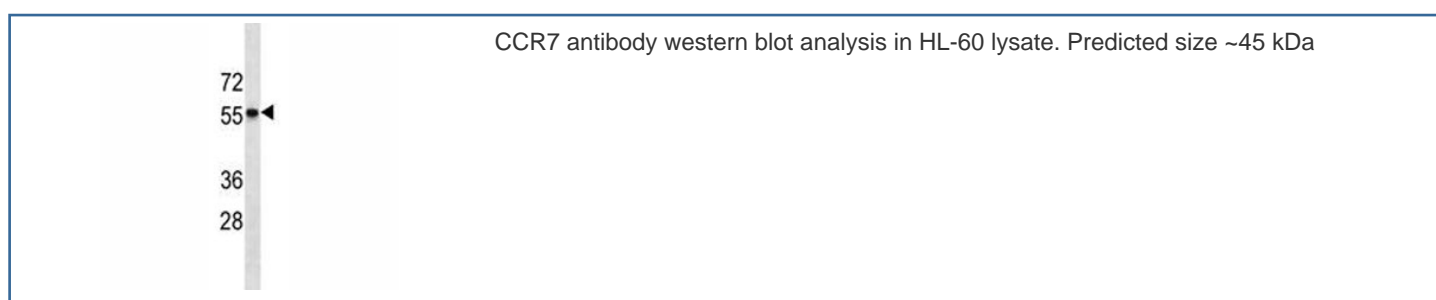 CCR7 antibody western blot analysis in HL-60 lysate. Predicted size ~45 kDa
72
55
36
28